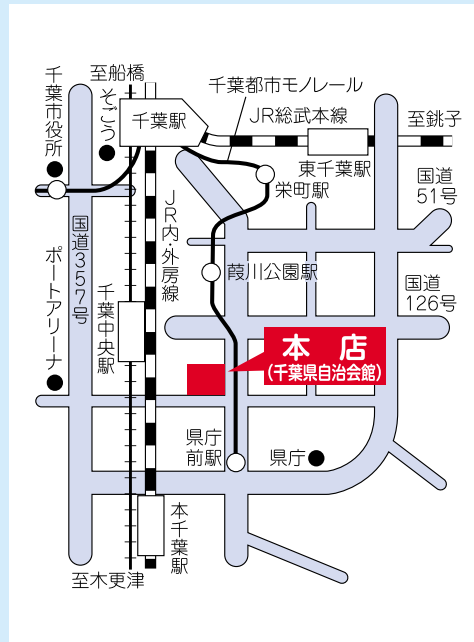 至船橋
千葉市役所
そごう
千葉駅
千葉都市モノレール
JR総武本線
至銚子
東千葉駅
栄町駅
国道
51号
JR内・外房線
国道357号
葭川公園駅
ポートアリーナ
千葉中央駅
国道
126号
本店
(千葉県自治会館)
県庁
前駅
県庁
本千葉駅
至木更津